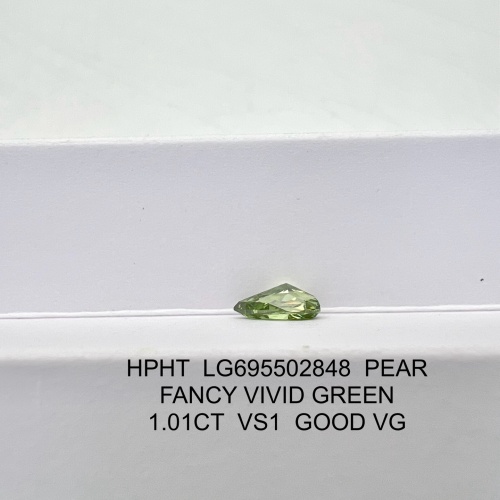 HPHT LG695502848 PEAR
FANCY VIVID GREEN
1.01CT VS1 GOOD VG